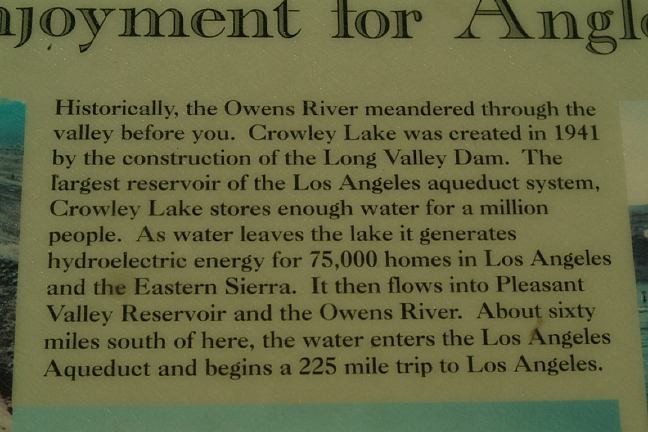 njoyment for Angl
Historically, the Owens River meandered through the
valley before you. Crowley Lake was created in 1941
by the construction of the Long Valley Dam. The
largest reservoir of the Los Angeles aqueduct system,
Crowley Lake stores enough water for a million
people. As water leaves the lake it generates
hydroelectric energy for 75,000 homes in Los Angeles
and the Eastern Sierra. It then flows into Pleasant
Valley Reservoir and the Owens River. About sixty
miles south of here, the water enters the Los Angeles
Aqueduct and begins a 225 mile trip to Los Angeles.